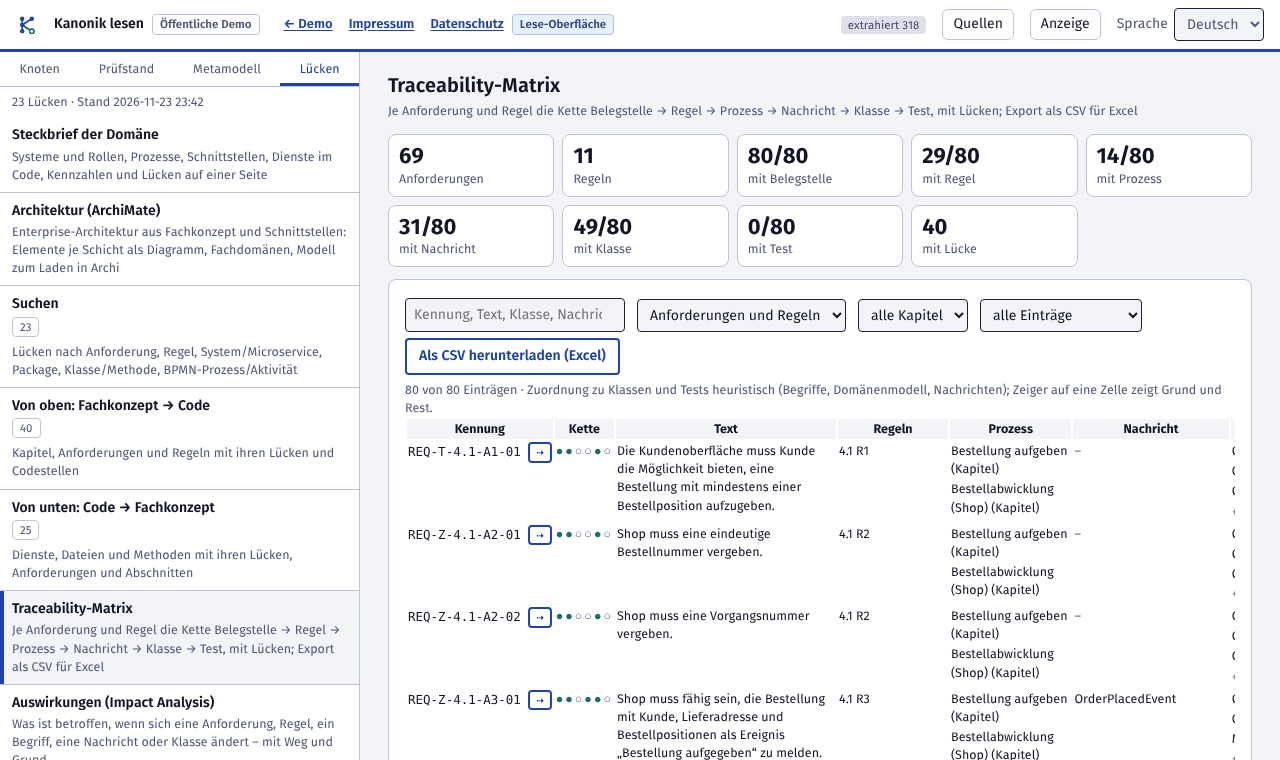 Kanonik lesen Öffentliche Demo ← Demo Impressum Datenschutz Lese-Oberfläche extrahiert 318 Quellen Anzeige Sprache Deutsch
Knoten Prüfstand Metamodell Lücken
23 Lücken · Stand 2026-11-23 23:42
Steckbrief der Domäne
Systeme und Rollen, Prozesse, Schnittstellen, Dienste im
Code, Kennzahlen und Lücken auf einer Seite
Architektur (ArchiMate)
Enterprise-Architektur aus Fachkonzept und Schnittstellen:
Elemente je Schicht als Diagramm, Fachdomänen, Modell
zum Laden in Archi
Suchen
23
Lücken nach Anforderung, Regel, System/Microservice,
Package, Klasse/Methode, BPMN-Prozess/Aktivität
Von oben: Fachkonzept → Code
40
Kapitel, Anforderungen und Regeln mit ihren Lücken und
Codestellen
Von unten: Code → Fachkonzept
25
Dienste, Dateien und Methoden mit ihren Lücken,
Anforderungen und Abschnitten
Traceability-Matrix
Je Anforderung und Regel die Kette Belegstelle → Regel →
Prozess → Nachricht → Klasse → Test, mit Lücken; Export
als CSV für Excel
Auswirkungen (Impact Analysis)
Was ist betroffen, wenn sich eine Anforderung, Regel, ein
Begriff, eine Nachricht oder Klasse ändert – mit Weg und
Grund
Traceability-Matrix
Je Anforderung und Regel die Kette Belegstelle → Regel → Prozess → Nachricht → Klasse → Test, mit Lücken; Export als CSV für Excel
69 11 80/80 29/80 14/80
Anforderungen Regeln mit Belegstelle mit Regel mit Prozess
31/80 49/80 0/80 40
mit Nachricht mit Klasse mit Test mit Lücke
Kennung, Text, Klasse, Nachric Anforderungen und Regeln alle Kapitel alle Einträge
Als CSV herunterladen (Excel)
80 von 80 Einträgen · Zuordnung zu Klassen und Tests heuristisch (Begriffe, Domänenmodell, Nachrichten); Zeiger auf eine Zelle zeigt Grund und
Rest.
Kennung Kette Text Regeln Prozess Nachricht
REQ-T-4.1-A1-01 ⇢ ●●○○●○ Die Kundenoberfläche muss Kunde 4.1 R1 Bestellung aufgeben –
die Möglichkeit bieten, eine (Kapitel)
Bestellung mit mindestens einer Bestellabwicklung
Bestellposition aufzugeben. (Shop) (Kapitel)
REQ-Z-4.1-A2-01 ⇢ ●●○○●○ Shop muss eine eindeutige 4.1 R2 Bestellung aufgeben –
Bestellnummer vergeben. (Kapitel)
Bestellabwicklung
(Shop) (Kapitel)
REQ-Z-4.1-A2-02 ⇢ ●●○○●○ Shop muss eine Vorgangsnummer 4.1 R2 Bestellung aufgeben –
vergeben. (Kapitel)
Bestellabwicklung
(Shop) (Kapitel)
REQ-Z-4.1-A3-01 ⇢ ●●○●●○ Shop muss fähig sein, die Bestellung 4.1 R3 Bestellung aufgeben OrderPlacedEvent
mit Kunde, Lieferadresse und (Kapitel)
Bestellpositionen als Ereignis Bestellabwicklung
„Bestellung aufgegeben“ zu melden. (Shop) (Kapitel)